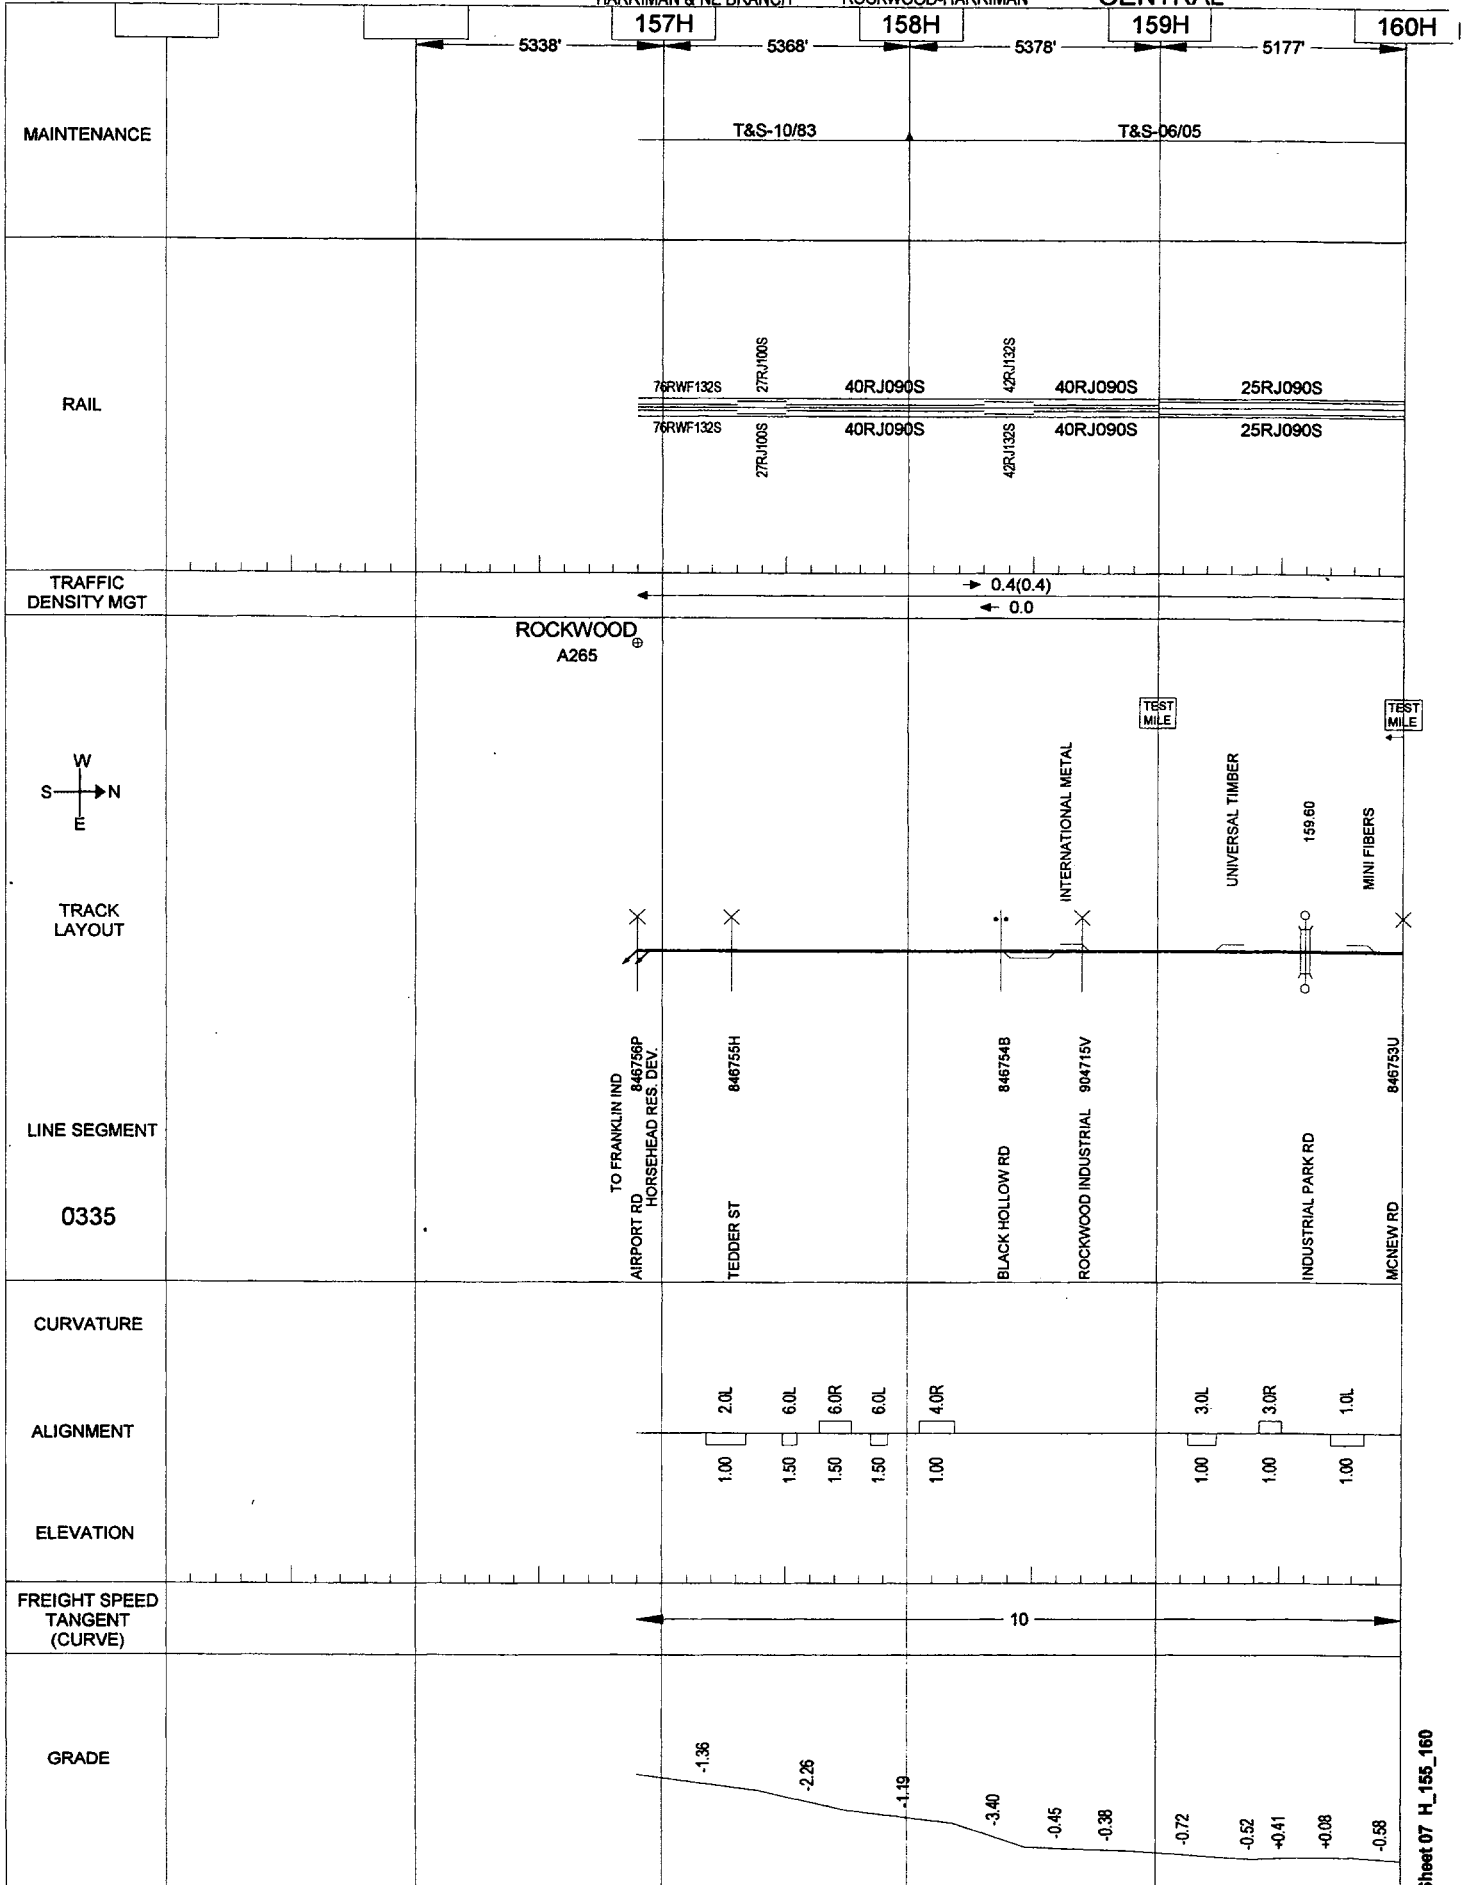 HARRIMAN & NE BRANCH ROCKWOOD-HARRIMAN CENTRAL
157H 158H 159H 160H
5338' 5368' 5378' 5177'
MAINTENANCE
T&S-10/83 T&S-06/05
RAIL
76RWF132S 27RJ100S 40RJ090S 42RJ132S 40RJ090S 25RJ090S
76RWF132S 27RJ100S 40RJ090S 42RJ132S 40RJ090S 25RJ090S
TRAFFIC
DENSITY MGT
0.4(0.4)
0.0
ROCKWOOD
A265
TEST
MILE
TEST
MILE
W
S N
E
INTERNATIONAL METAL
UNIVERSAL TIMBER
159.60
MINI FIBERS
TRACK
LAYOUT
LINE SEGMENT
0335
TO FRANKLIN IND
AIRPORT RD 846756P
HORSEHEAD RES. DEV.
TEDDER ST 846755H
BLACK HOLLOW RD 846754B
ROCKWOOD INDUSTRIAL 904715V
INDUSTRIAL PARK RD
MCNEW RD 846753U
CURVATURE
2.0L 6.0L 6.0R 6.0L 4.0R 3.0L 3.0R 1.0L
ALIGNMENT
1.00 1.50 1.50 1.50 1.00 1.00 1.00 1.00
ELEVATION
FREIGHT SPEED
TANGENT
(CURVE)
10
GRADE
-1.36 -2.26 -1.19 -3.40 -0.45 -0.38 -0.72 -0.52 +0.41 +0.08 -0.58
Sheet 07 H_155_160